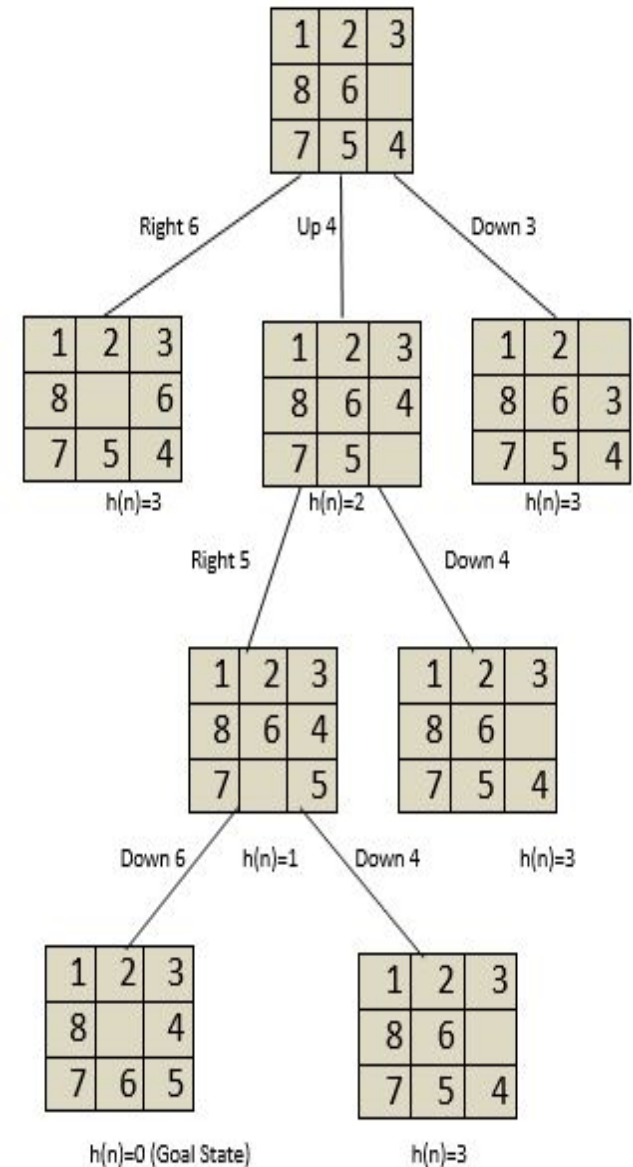 1 2 3
8 6
7 5 4
Right 6 Up 4 Down 3
1 2 3 1 2 3 1 2
8 6 8 6 4 8 6 3
7 5 4 7 5 7 5 4
h(n)=3 h(n)=2 h(n)=3
Right 5 Down 4
1 2 3 1 2 3
8 6 4 8 6
7 5 7 5 4
Down 6 h(n)=1 Down 4 h(n)=3
1 2 3 1 2 3
8 4 8 6
7 6 5 7 5 4
h(n)=0 (Goal State) h(n)=3